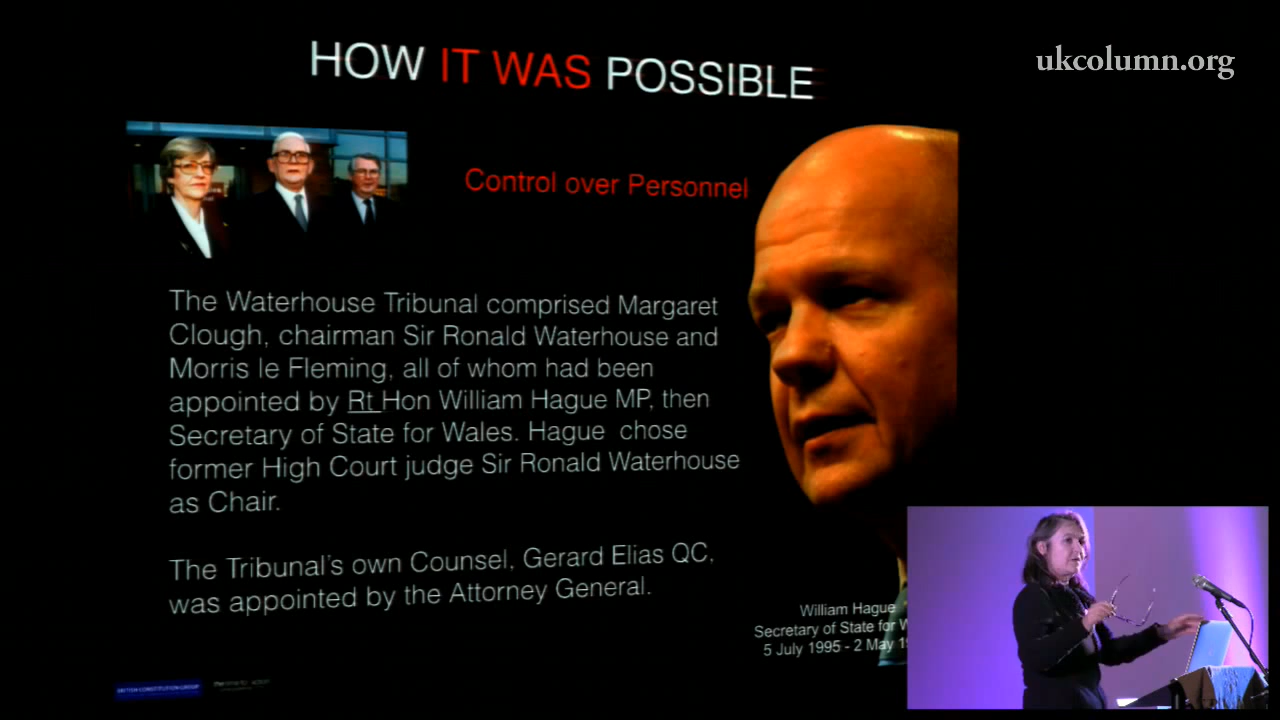 ukcolumn.org
HOW IT WAS POSSIBLE
Control over Personnel
The Waterhouse Tribunal comprised Margaret
Clough, chairman Sir Ronald Waterhouse and
Morris le Fleming, all of whom had been
appointed by Rt Hon William Hague MP, then
Secretary of State for Wales. Hague chose
former High Court judge Sir Ronald Waterhouse
as Chair.
The Tribunal's own Counsel, Gerard Elias QC,
was appointed by the Attorney General.
William Hague
Secretary of State for W
5 July 1995 - 2 May 1
BRITISH CONSTITUTION GROUP